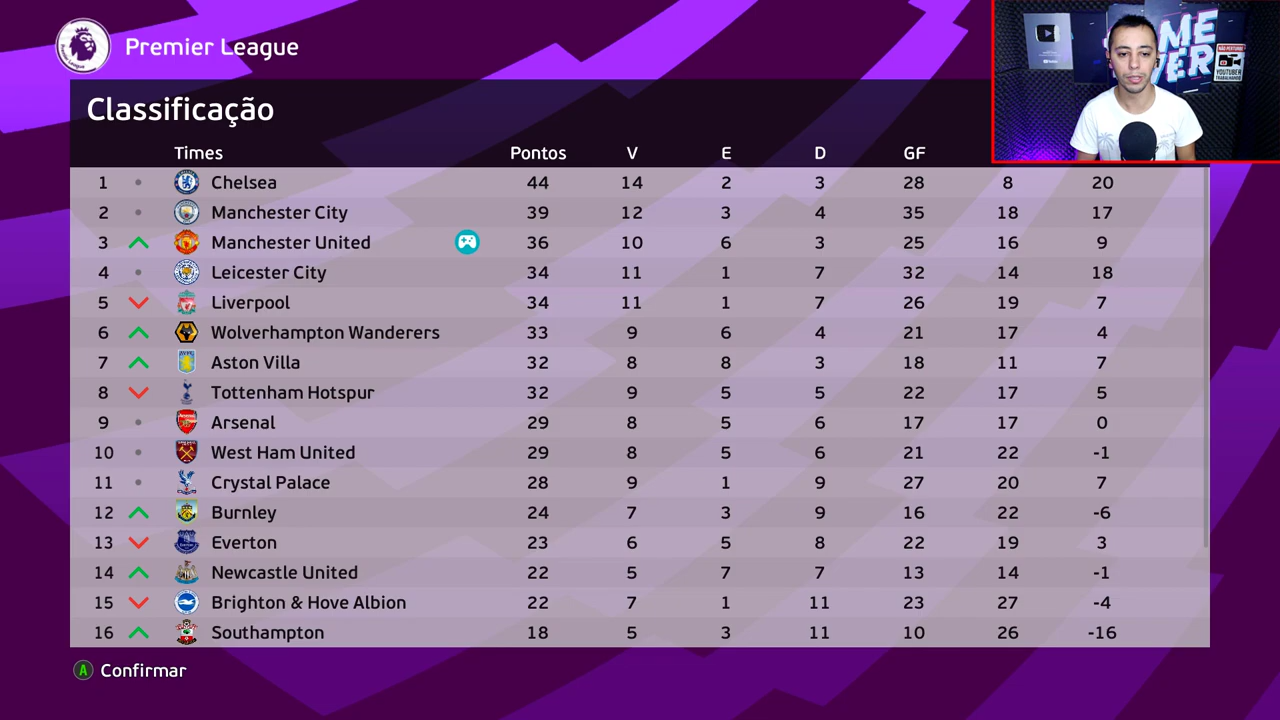 Premier League
Classificação
Times Pontos V E D GF
1 Chelsea 44 14 2 3 28 8 20
2 Manchester City 39 12 3 4 35 18 17
3 Manchester United 36 10 6 3 25 16 9
4 Leicester City 34 11 1 7 32 14 18
5 Liverpool 34 11 1 7 26 19 7
6 Wolverhampton Wanderers 33 9 6 4 21 17 4
7 Aston Villa 32 8 8 3 18 11 7
8 Tottenham Hotspur 32 9 5 5 22 17 5
9 Arsenal 29 8 5 6 17 17 0
10 West Ham United 29 8 5 6 21 22 -1
11 Crystal Palace 28 9 1 9 27 20 7
12 Burnley 24 7 3 9 16 22 -6
13 Everton 23 6 5 8 22 19 3
14 Newcastle United 22 5 7 7 13 14 -1
15 Brighton & Hove Albion 22 7 1 11 23 27 -4
16 Southampton 18 5 3 11 10 26 -16
A Confirmar
NÃO PERTURBE
YOUTUBER
TRABALHANDO